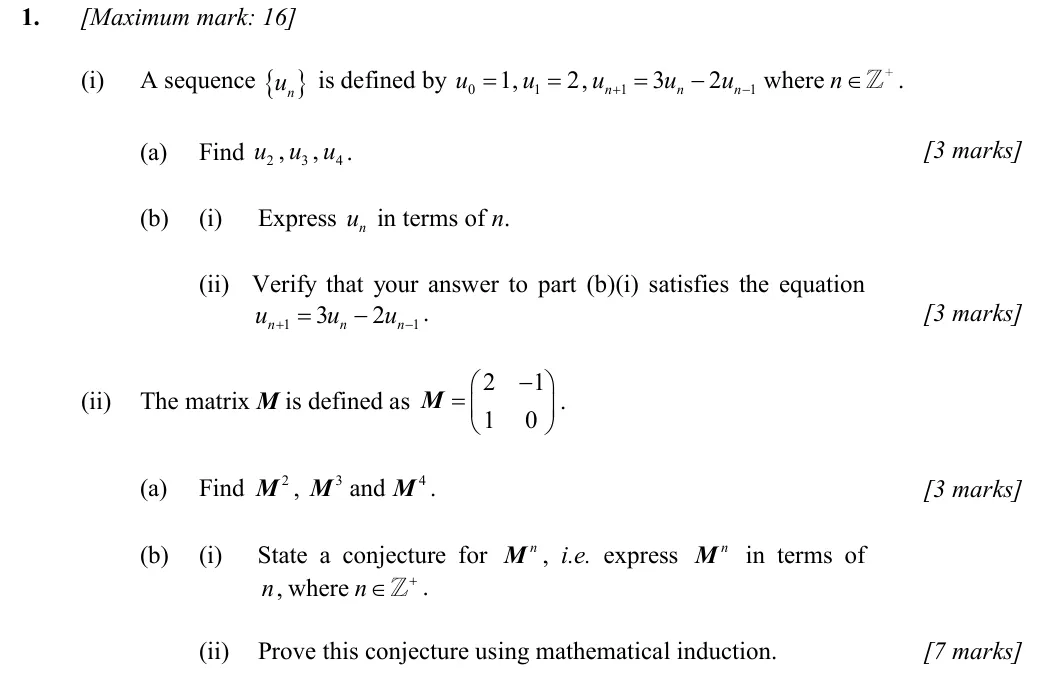 1. [Maximum mark: 16]
(i) A sequence {uₙ} is defined by u₀ = 1, u₁ = 2, uₙ₊₁ = 3uₙ − 2uₙ₋₁ where n ∈ ℤ⁺.
(a) Find u₂, u₃, u₄. [3 marks]
(b) (i) Express uₙ in terms of n.
(ii) Verify that your answer to part (b)(i) satisfies the equation
uₙ₊₁ = 3uₙ − 2uₙ₋₁. [3 marks]
(ii) The matrix M is defined as M = (2 −1
1 0).
(a) Find M², M³ and M⁴. [3 marks]
(b) (i) State a conjecture for Mⁿ, i.e. express Mⁿ in terms of
n, where n ∈ ℤ⁺.
(ii) Prove this conjecture using mathematical induction. [7 marks]